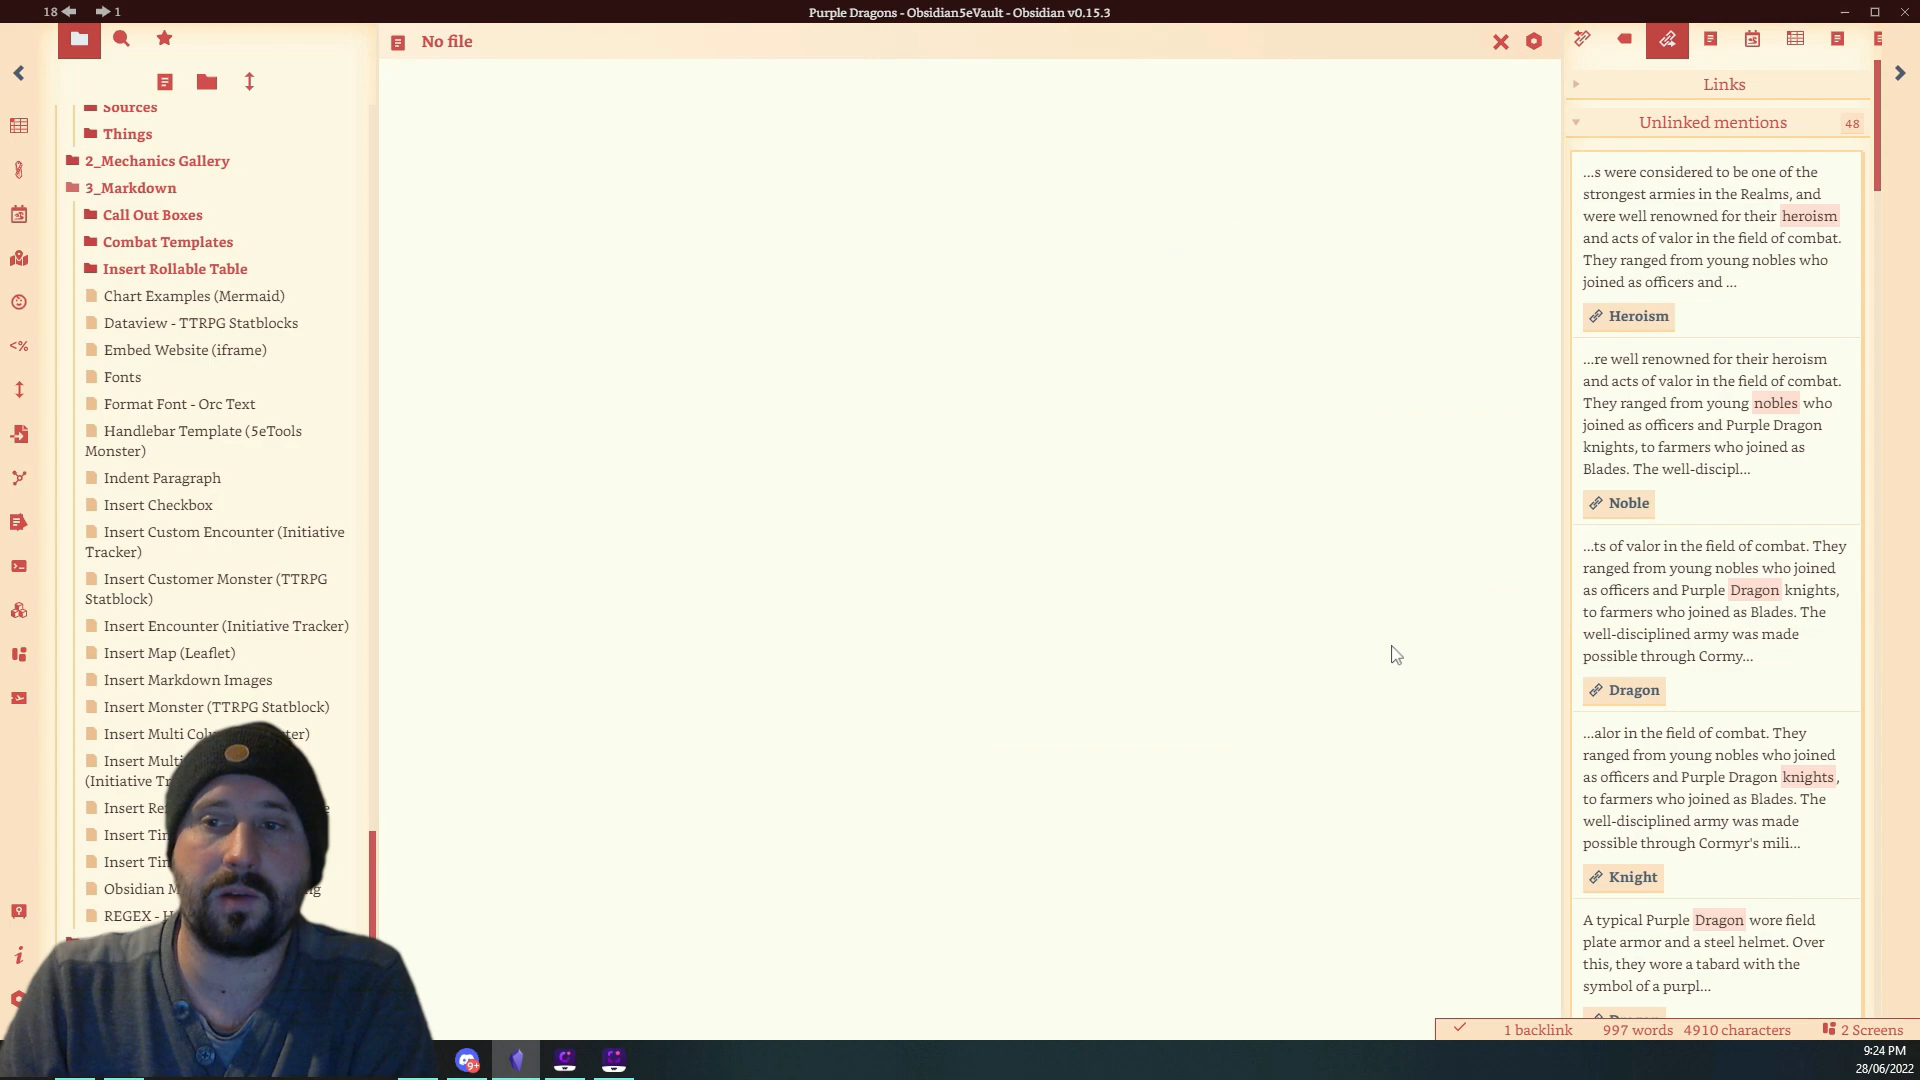 18
1
Purple Dragons - Obsidian5eVault - Obsidian v0.15.3
No file
Sources
Things
2_Mechanics Gallery
3_Markdown
Call Out Boxes
Combat Templates
Insert Rollable Table
Chart Examples (Mermaid)
Dataview - TTRPG Statblocks
Embed Website (iframe)
Fonts
Format Font - Orc Text
Handlebar Template (5eTools
Monster)
Indent Paragraph
Insert Checkbox
Insert Custom Encounter (Initiative
Tracker)
Insert Customer Monster (TTRPG
Statblock)
Insert Encounter (Initiative Tracker)
Insert Map (Leaflet)
Insert Markdown Images
Insert Monster (TTRPG Statblock)
Insert Multi
Insert
(Initiative
Insert
Insert
Insert
Obsidian
REGEX -
<%
Links
Unlinked mentions
48
...s were considered to be one of the
strongest armies in the Realms, and
were well renowned for their heroism
and acts of valor in the field of combat.
They ranged from young nobles who
joined as officers and ...
Heroism
...re well renowned for their heroism
and acts of valor in the field of combat.
They ranged from young nobles who
joined as officers and Purple Dragon
knights, to farmers who joined as
Blades. The well-discipl...
Noble
...ts of valor in the field of combat. They
ranged from young nobles who joined
as officers and Purple Dragon knights,
to farmers who joined as Blades. The
well-disciplined army was made
possible through Cormy...
Dragon
...alor in the field of combat. They
ranged from young nobles who joined
as officers and Purple Dragon knights,
to farmers who joined as Blades. The
well-disciplined army was made
possible through Cormyr's mili...
Knight
A typical Purple Dragon wore field
plate armor and a steel helmet. Over
this, they wore a tabard with the
symbol of a purpl...
1 backlink
997 words
4910 characters
2 Screens
9+
9:24 PM
28/06/2022